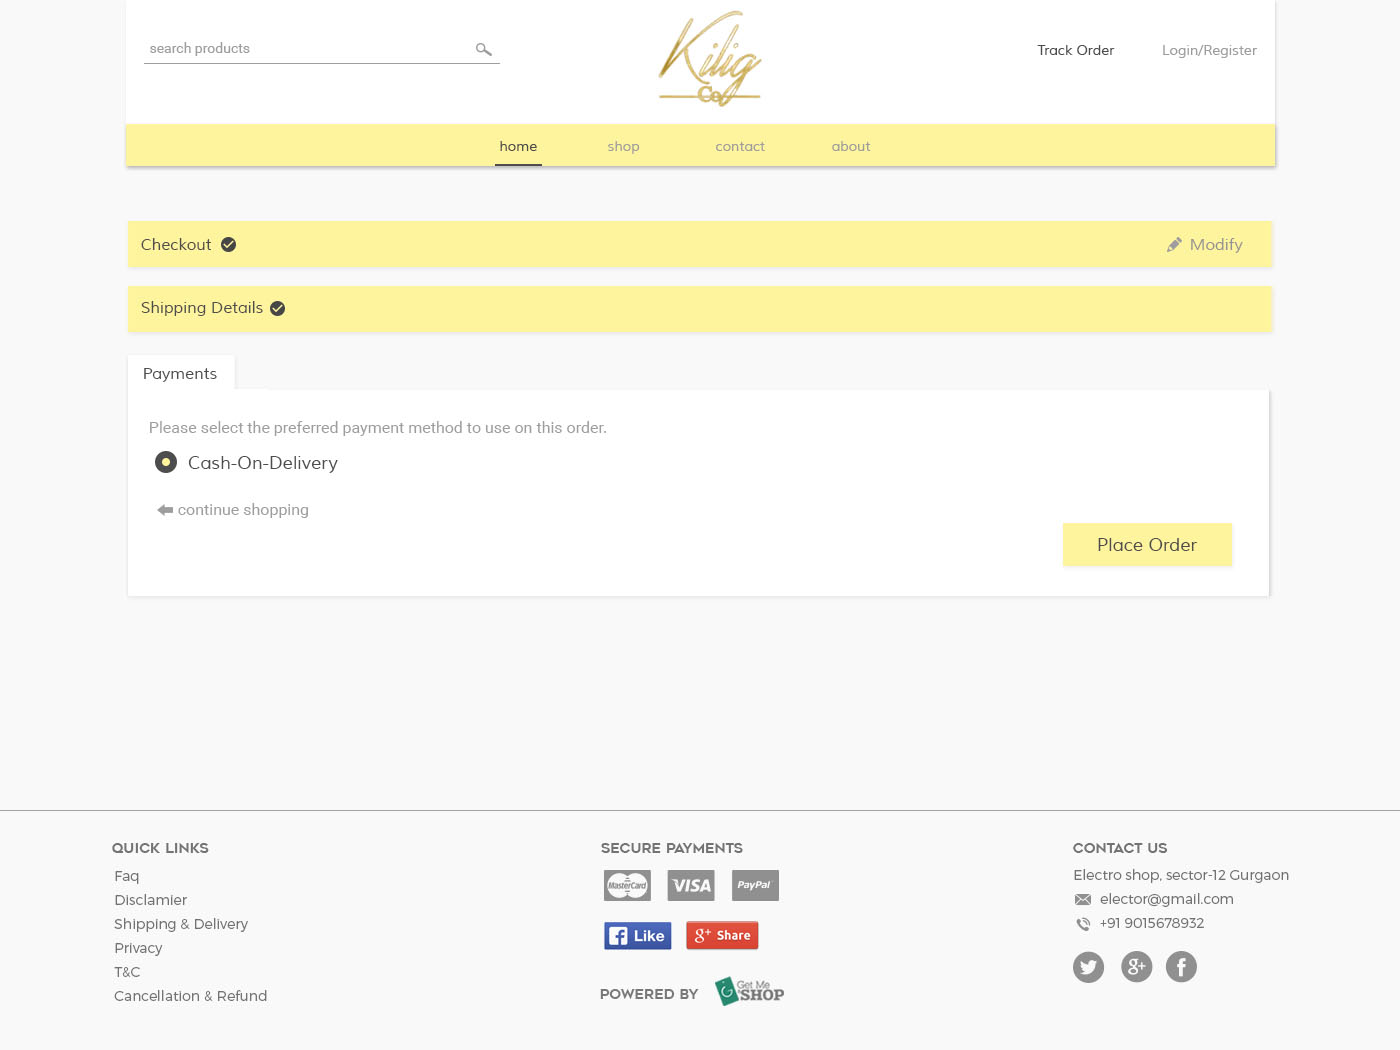 search products
Kilig
Co
Track Order
Login/Register
home
shop
contact
about
Checkout
Modify
Shipping Details
Payments
Please select the preferred payment method to use on this order.
Cash-On-Delivery
continue shopping
Place Order
QUICK LINKS
Faq
Disclamier
Shipping & Delivery
Privacy
T&C
Cancellation & Refund
SECURE PAYMENTS
MasterCard
VISA
PayPal
Like
g+ Share
POWERED BY
Get Me
SHOP
CONTACT US
Electro shop, sector-12 Gurgaon
elector@gmail.com
+91 9015678932
g+